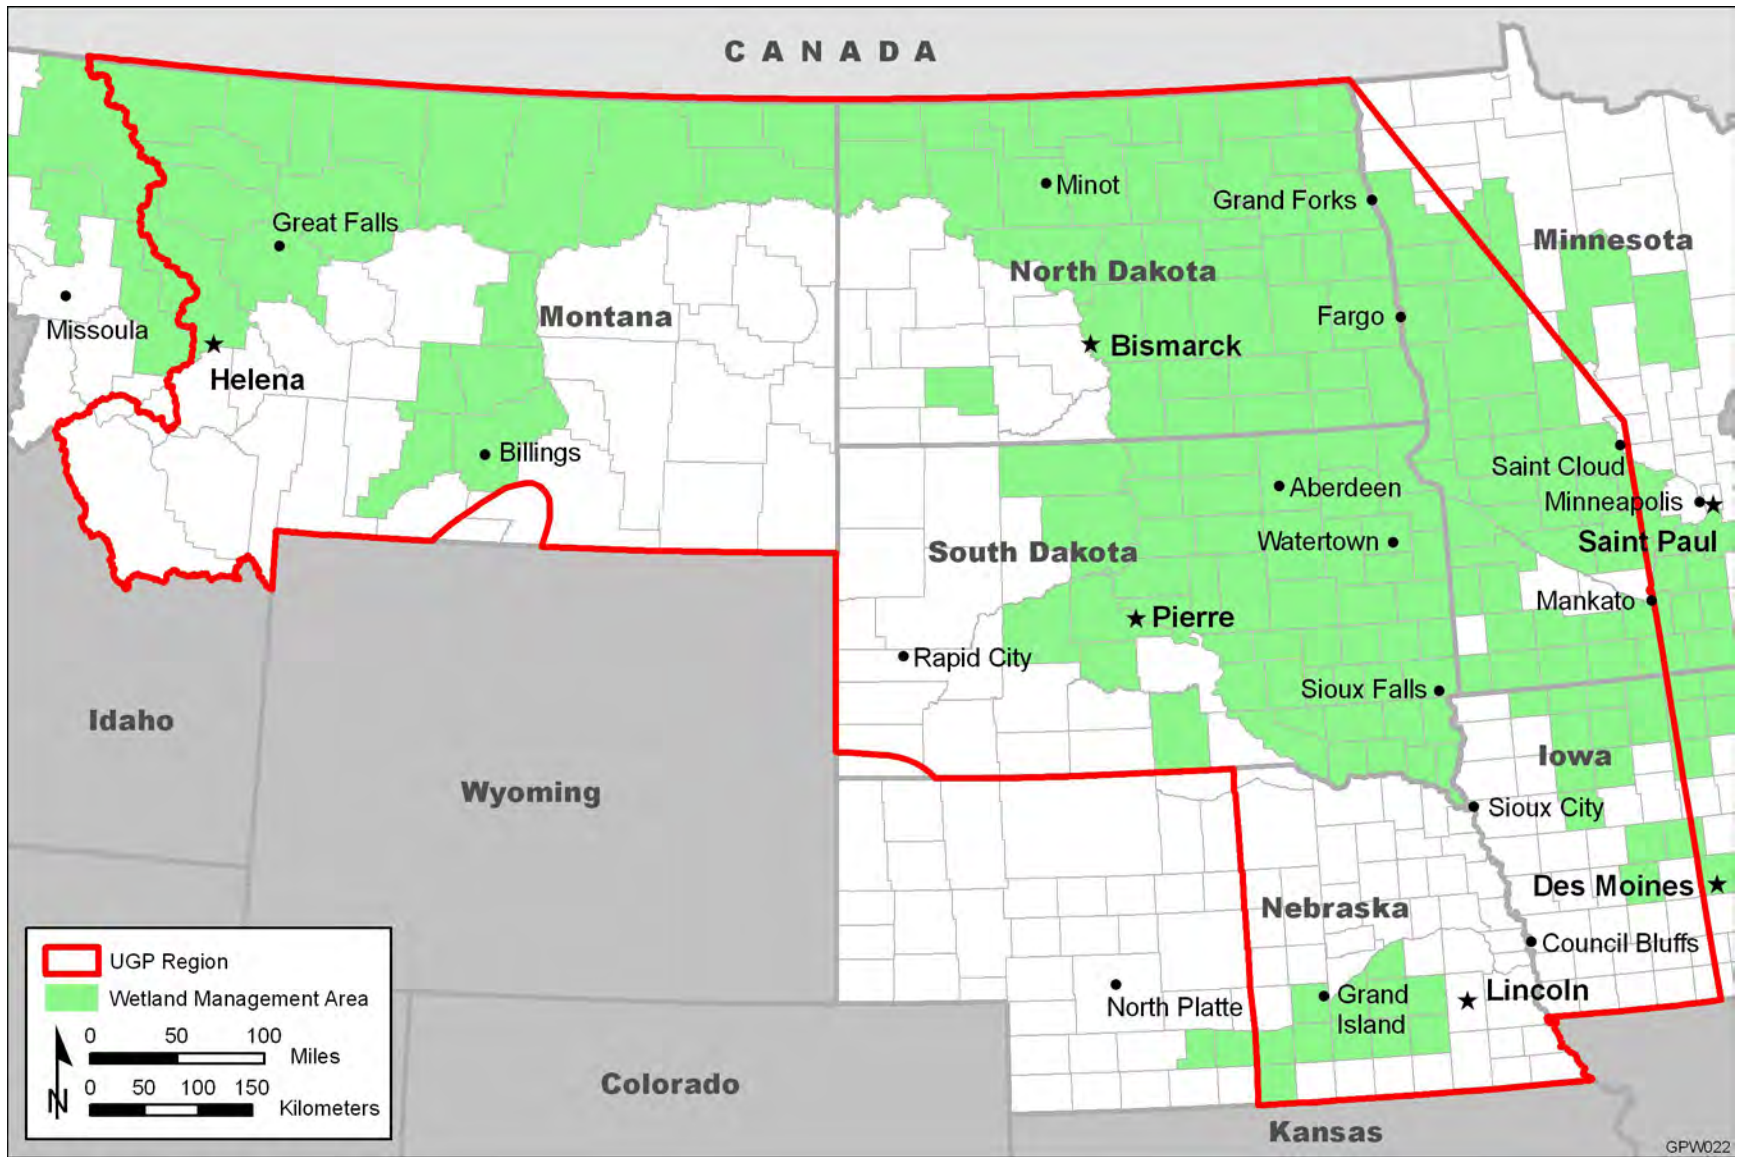 CANADA
Minot
Grand Forks
Great Falls
Minnesota
North Dakota
Missoula
Montana
Fargo
Bismarck
Helena
Billings
Saint Cloud
Aberdeen
Minneapolis
Watertown
Saint Paul
South Dakota
Mankato
Pierre
Rapid City
Sioux Falls
Idaho
Iowa
Wyoming
Sioux City
Des Moines
Nebraska
Council Bluffs
UGP Region
Wetland Management Area
North Platte
Grand
Island
Lincoln
0 50 100
Miles
0 50 100 150
Kilometers
N
Colorado
Kansas
GPW022